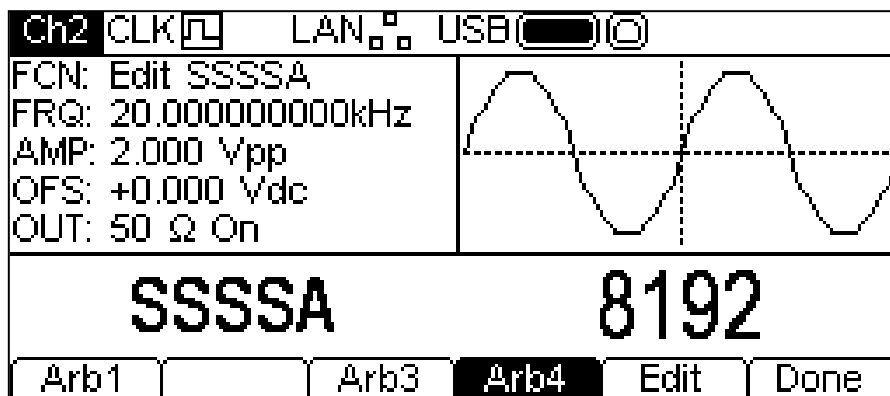 Ch2 CLK LAN USB
FCN: Edit SSSSA
FRQ: 20.000000000kHz
AMP: 2.000 Vpp
OFS: +0.000 Vdc
OUT: 50 Ω On
SSSSA 8192
Arb1 Arb3 Arb4 Edit Done